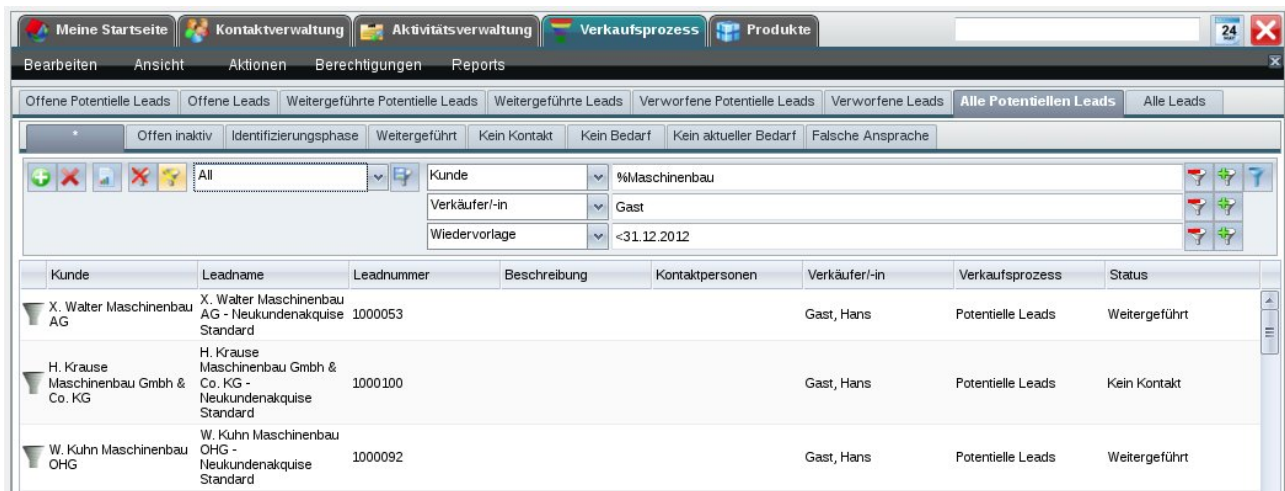 Meine Startseite Kontaktverwaltung Aktivitätsverwaltung Verkaufsprozess Produkte 24
Bearbeiten Ansicht Aktionen Berechtigungen Reports
Offene Potentielle Leads Offene Leads Weitergeführte Potentielle Leads Weitergeführte Leads Verworfene Potentielle Leads Verworfene Leads Alle Potentiellen Leads Alle Leads
* Offen inaktiv Identifizierungsphase Weitergeführt Kein Kontakt Kein Bedarf Kein aktueller Bedarf Falsche Ansprache
All Kunde %Maschinenbau
Verkäufer/-in Gast
Wiedervorlage <31.12.2012
Kunde Leadname Leadnummer Beschreibung Kontaktpersonen Verkäufer/-in Verkaufsprozess Status
X. Walter Maschinenbau
AG
X. Walter Maschinenbau
AG - Neukundenakquise
Standard
1000053 Gast, Hans Potentielle Leads Weitergeführt
H. Krause
Maschinenbau Gmbh &
Co. KG
H. Krause
Maschinenbau Gmbh &
Co. KG -
Neukundenakquise
Standard
1000100 Gast, Hans Potentielle Leads Kein Kontakt
W. Kuhn Maschinenbau
OHG
W. Kuhn Maschinenbau
OHG -
Neukundenakquise
Standard
1000092 Gast, Hans Potentielle Leads Weitergeführt